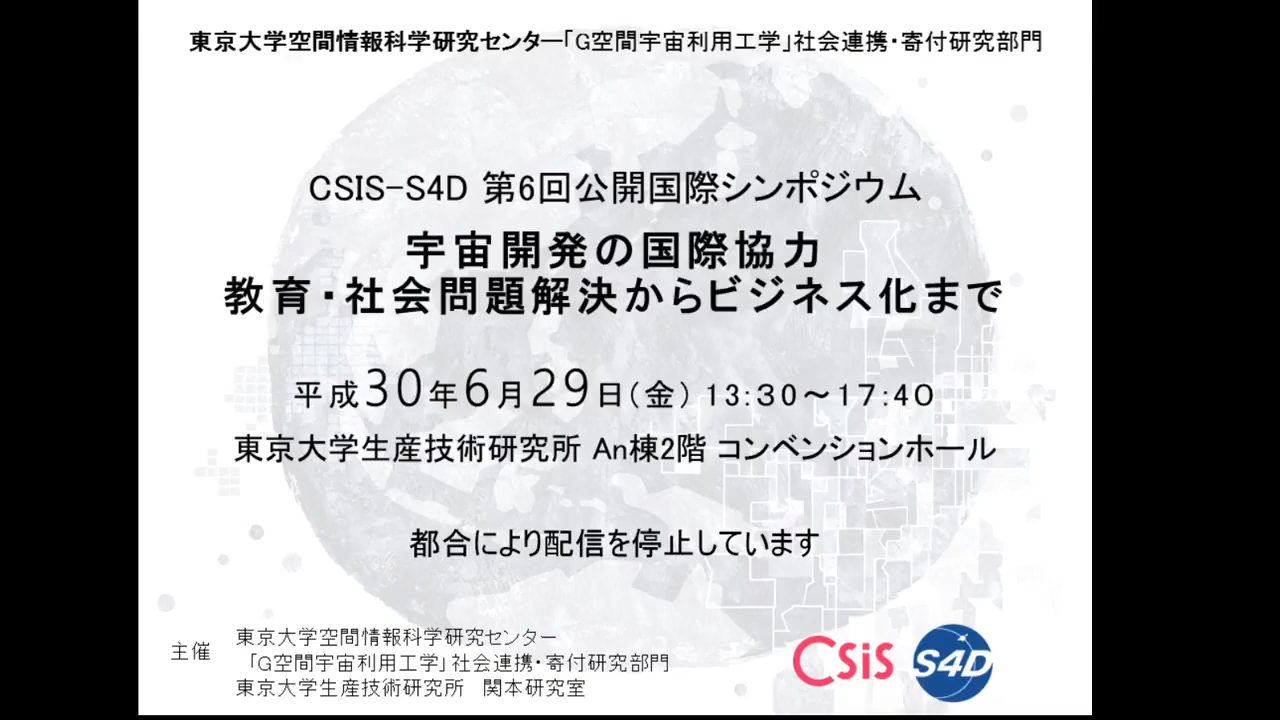 東京大学空間情報科学研究センター「G空間宇宙利用工学」社会連携・寄付研究部門
CSIS-S4D 第6回公開国際シンポジウム
宇宙開発の国際協力
教育・社会問題解決からビジネス化まで
平成30年6月29日(金) 13:30～17:40
東京大学生産技術研究所 An棟2階 コンベンションホール
都合により配信を停止しています
主催
東京大学空間情報科学研究センター
「G空間宇宙利用工学」社会連携・寄付研究部門
東京大学生産技術研究所 関本研究室
Csis S4D